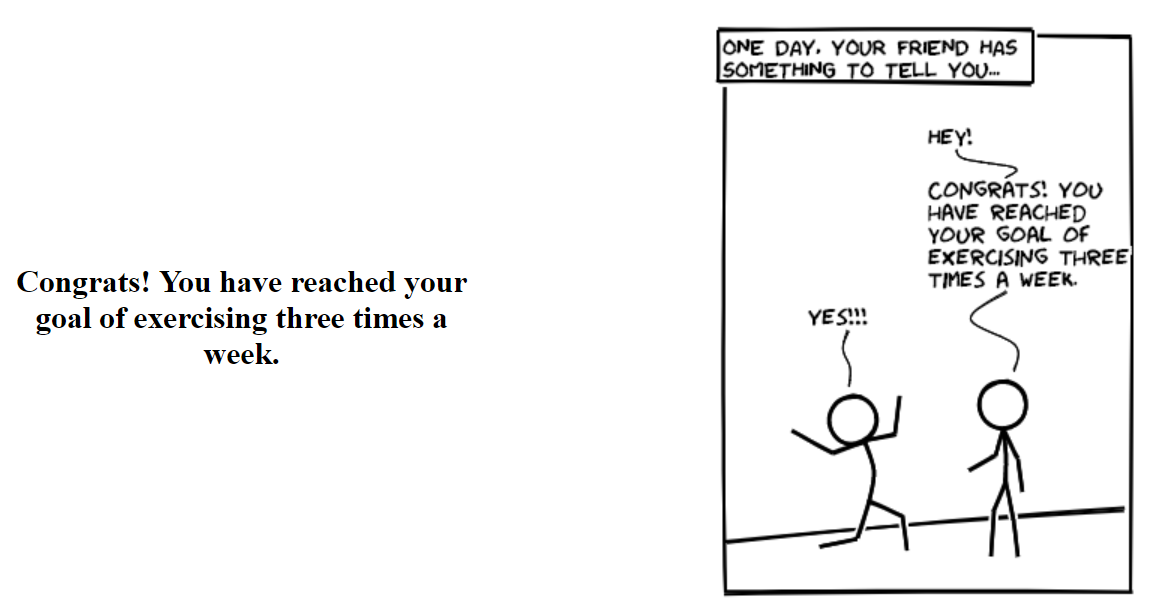 Congrats! You have reached your
goal of exercising three times a
week.
ONE DAY, YOUR FRIEND HAS
SOMETHING TO TELL YOU...
HEY!
CONGRATS! YOU
HAVE REACHED
YOUR GOAL OF
EXERCISING THREE
TIMES A WEEK.
YES!!!